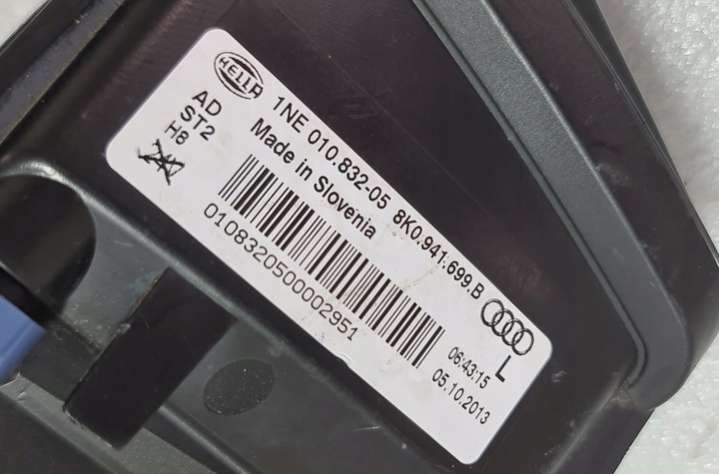 HELLA
1NE 010.832-05 8K0.941.699.B
AD
ST2
H8
Made in Slovenia
0108320500002951
L
06:43:15
05.10.2013